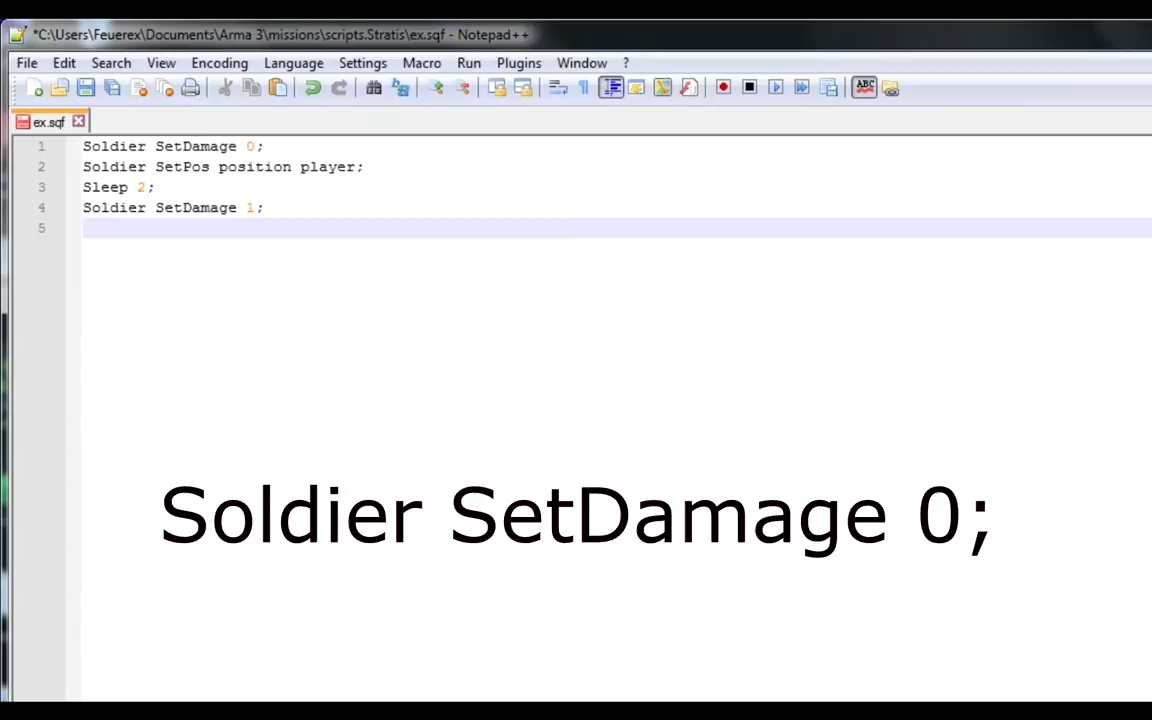 *C:\Users\Feuerex\Documents\Arma 3\missions\scripts.Stratis\ex.sqf - Notepad++
File Edit Search View Encoding Language Settings Macro Run Plugins Window ?
ABC
ex.sqf
1 Soldier SetDamage 0;
2 Soldier SetPos position player;
3 Sleep 2;
4 Soldier SetDamage 1;
5
Soldier SetDamage 0;